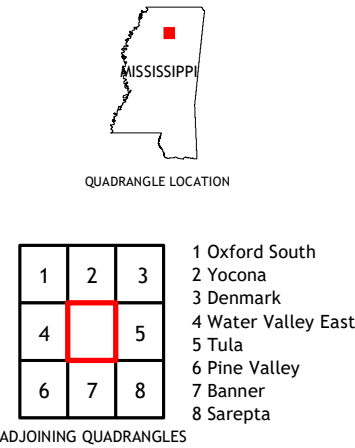 MISSISSIPPI
QUADRANGLE LOCATION
1 2 3
4 5
6 7 8
1 Oxford South
2 Yocona
3 Denmark
4 Water Valley East
5 Tula
6 Pine Valley
7 Banner
8 Sarepta
ADJOINING QUADRANGLES